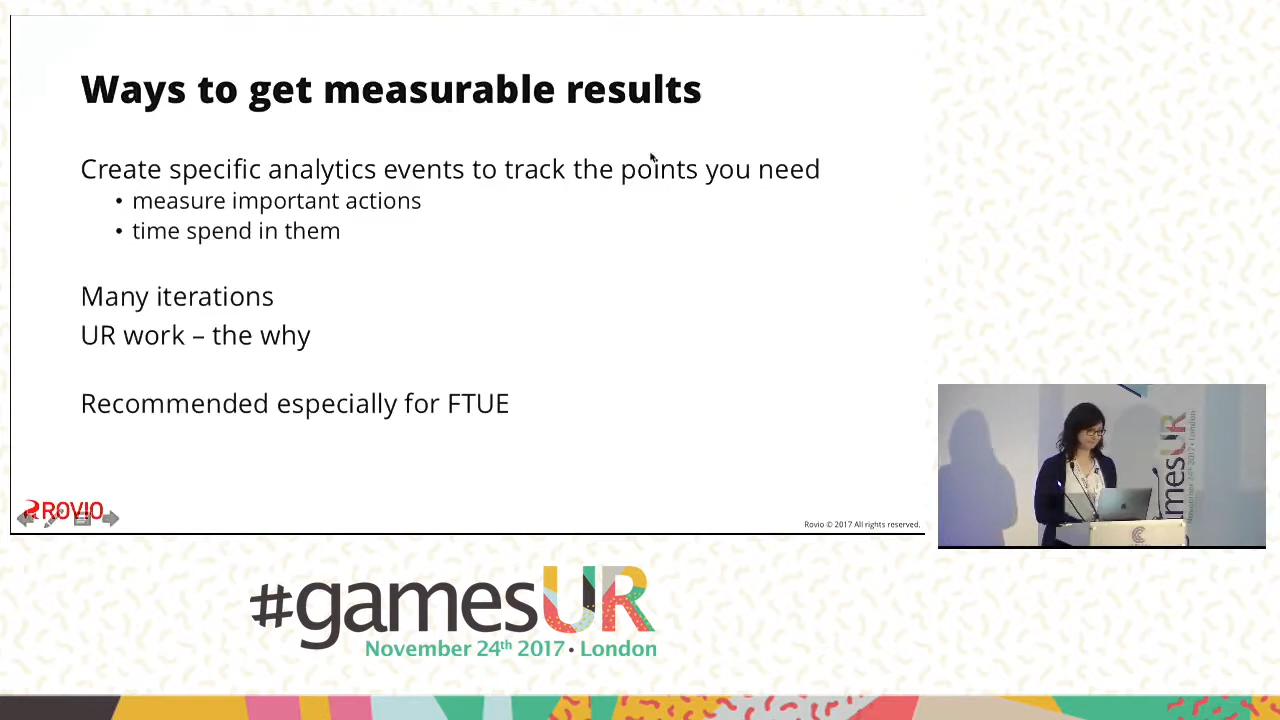 Ways to get measurable results
Create specific analytics events to track the points you need
• measure important actions
• time spend in them
Many iterations
UR work – the why
Recommended especially for FTUE
ROVIO
Rovio © 2017 All rights reserved.
amesUR
#gamesUR
November 24th 2017 • London